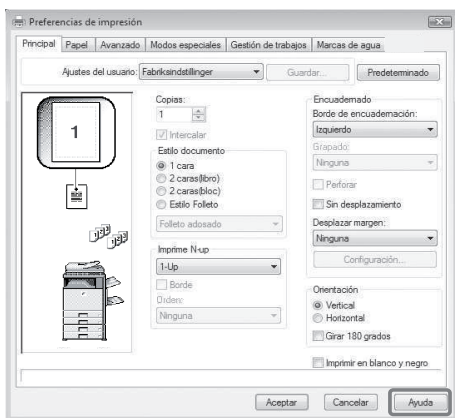 Preferencias de impresión
Principal Papel Avanzado Modos especiales Gestión de trabajos Marcas de agua
Ajustes del usuario: Fabriksindstillinger Guardar... Predeterminado
1
Copias:
1
Intercalar
Estilo documento
1 cara
2 caras(libro)
2 caras(bloc)
Estilo Folleto
Folleto adosado
Imprime N-up
1-Up
Borde
Orden:
Ninguna
Encuadernado
Borde de encuadernación:
Izquierdo
Grapado:
Ninguna
Perforar
Sin desplazamiento
Desplazar margen:
Ninguna
Configuración...
Orientación
Vertical
Horizontal
Girar 180 grados
Imprimir en blanco y negro
Aceptar Cancelar Ayuda